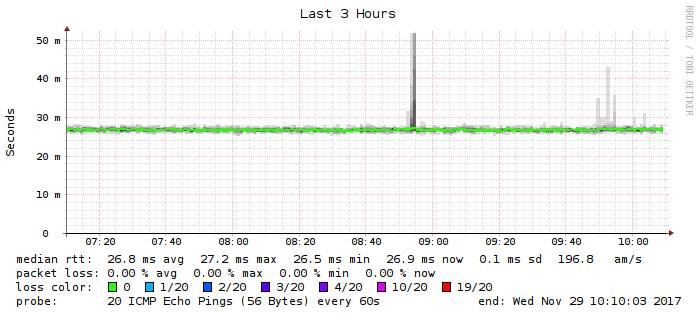 Last 3 Hours
RRDTOOL / TOBI OETIKER
Seconds
50 m
40 m
30 m
20 m
10 m
0
07:20 07:40 08:00 08:20 08:40 09:00 09:20 09:40 10:00
median rtt: 26.8 ms avg 27.2 ms max 26.5 ms min 26.9 ms now 0.1 ms sd 196.8 am/s
packet loss: 0.00 % avg 0.00 % max 0.00 % min 0.00 % now
loss color: 0 1/20 2/20 3/20 4/20 10/20 19/20
probe: 20 ICMP Echo Pings (56 Bytes) every 60s end: Wed Nov 29 10:10:03 2017